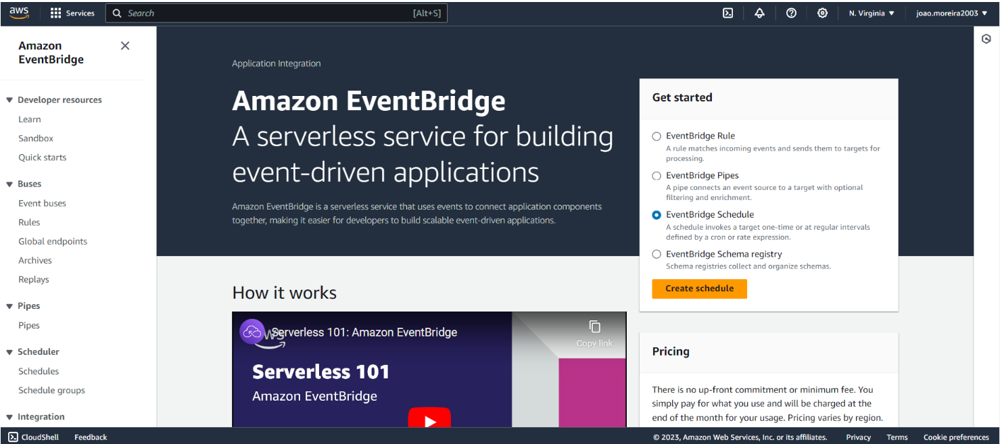 aws
Services
Search
[Alt+S]
N. Virginia
joao.moreira2003
Amazon
EventBridge
Developer resources
Learn
Sandbox
Quick starts
Buses
Event buses
Rules
Global endpoints
Archives
Replays
Pipes
Pipes
Scheduler
Schedules
Schedule groups
Integration
Application Integration
Amazon EventBridge
A serverless service for building
event-driven applications
Amazon EventBridge is a serverless service that uses events to connect application components
together, making it easier for developers to build scalable event-driven applications.
Get started
EventBridge Rule
A rule matches incoming events and sends them to targets for
processing.
EventBridge Pipes
A pipe connects an event source to a target with optional
filtering and enrichment.
EventBridge Schedule
A schedule invokes a target one-time or at regular intervals
defined by a cron or rate expression.
EventBridge Schema registry
Schema registries collect and organize schemas.
Create schedule
How it works
aws
Serverless 101: Amazon EventBridge
Copy link
Serverless 101
Amazon EventBridge
Pricing
There is no up-front commitment or minimum fee. You
simply pay for what you use and will be charged at the
end of the month for your usage. Pricing varies by region.
CloudShell
Feedback
© 2023, Amazon Web Services, Inc. or its affiliates.
Privacy
Terms
Cookie preferences